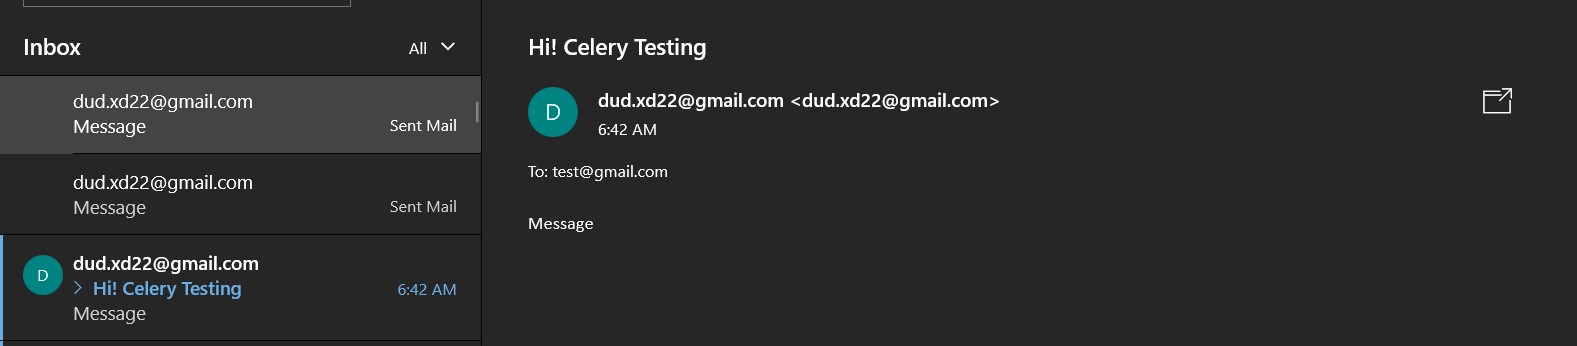 Inbox
All
dud.xd22@gmail.com
Message
Sent Mail
dud.xd22@gmail.com
Message
Sent Mail
D
dud.xd22@gmail.com
> Hi! Celery Testing
6:42 AM
Message
Hi! Celery Testing
D
dud.xd22@gmail.com <dud.xd22@gmail.com>
6:42 AM
To: test@gmail.com
Message